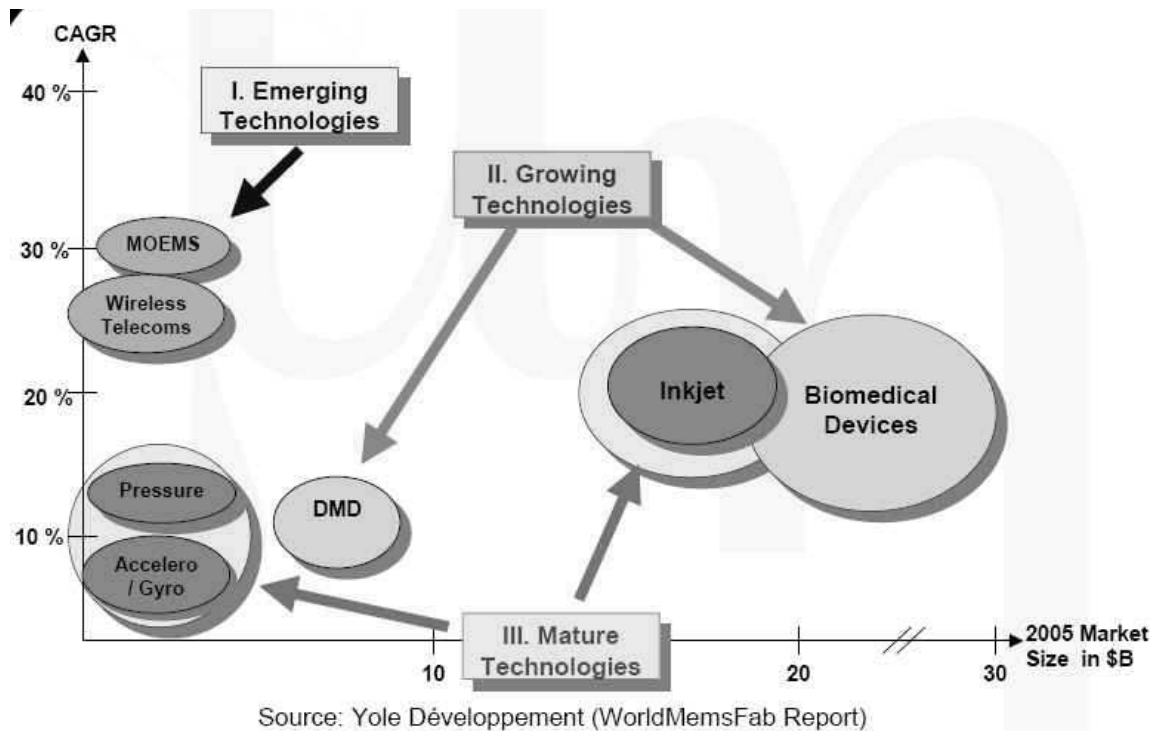 CAGR
40 %
I. Emerging
Technologies
II. Growing
Technologies
30 %
MOEMS
Wireless
Telecoms
20 %
Inkjet
Biomedical
Devices
Pressure
DMD
10 %
Accelero
/ Gyro
III. Mature
Technologies
10
20
30
2005 Market
Size in $B
Source: Yole Développement (WorldMemsFab Report)